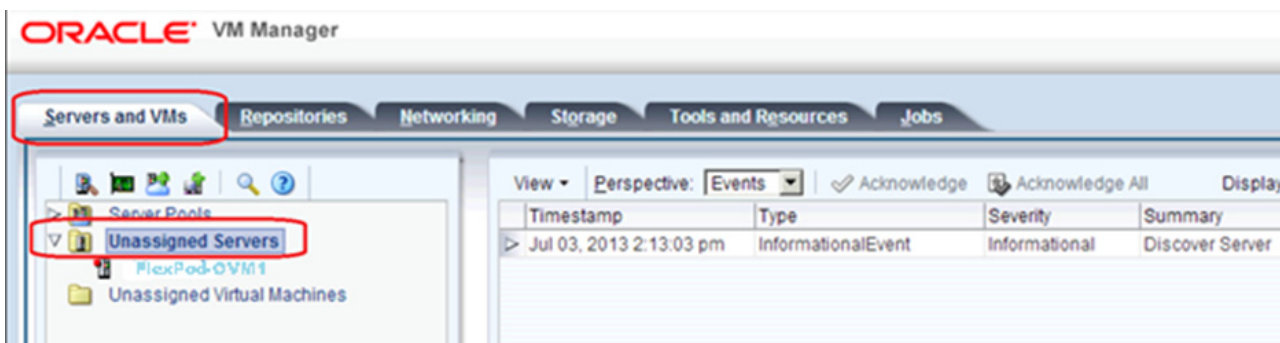 ORACLE VM Manager
Servers and VMs Repositories Networking Storage Tools and Resources Jobs
View Perspective: Events Acknowledge Acknowledge All Display
Server Pools
Unassigned Servers
FlexPod-OVM1
Unassigned Virtual Machines
Timestamp Type Severity Summary
Jul 03, 2013 2:13:03 pm InformationalEvent Informational Discover Server